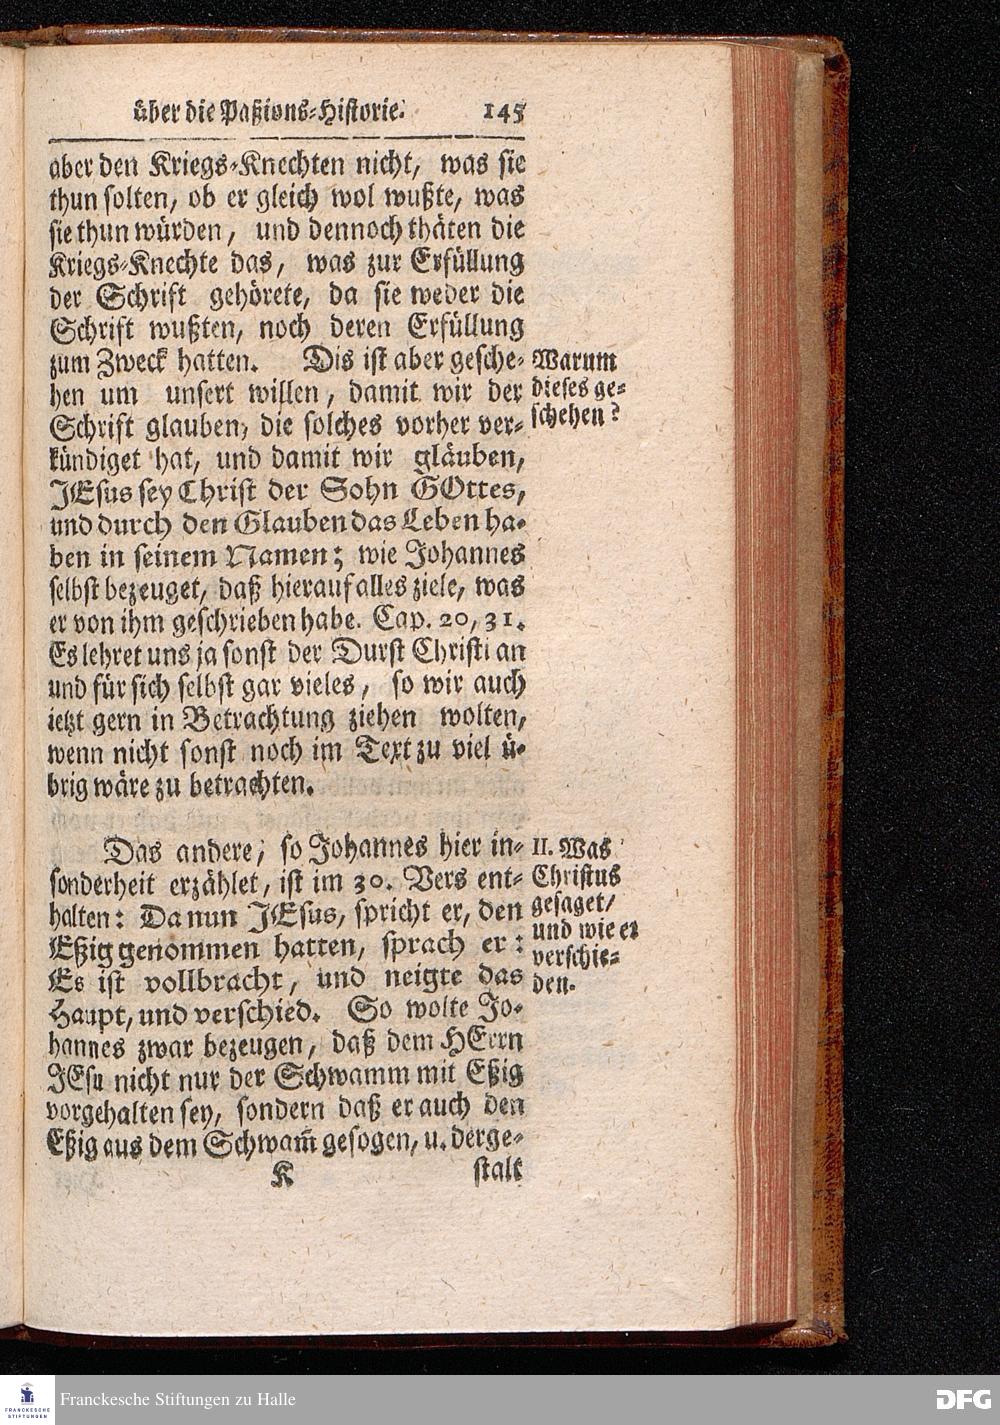 über die Paßions-Historie. 145
aber den Kriegs-Knechten nicht, was sie
thun solten, ob er gleich wol wußte, was
sie thun würden, und dennoch thäten die
Kriegs-Knechte das, was zur Erfüllung
der Schrift gehörete, da sie weder die
Schrift wußten, noch deren Erfüllung
zum Zweck hatten. Dis ist aber gesche-
hen um unsert willen, damit wir der
Schrift glauben, die solches vorher ver-
kündiget hat, und damit wir gläuben,
JEsus sey Christ der Sohn GOttes,
und durch den Glauben das Leben ha-
ben in seinem Namen; wie Johannes
selbst bezeuget, daß hierauf alles ziele, was
er von ihm geschrieben habe. Cap. 20, 31.
Es lehret uns ja sonst der Durst Christi an
und für sich selbst gar vieles, so wir auch
ietzt gern in Betrachtung ziehen wolten,
wenn nicht sonst noch im Text zu viel ü-
brig wäre zu betrachten.
Warum
dieses ge-
schehen?
Das andere, so Johannes hier in-
sonderheit erzählet, ist im 30. Vers ent-
halten: Da nun JEsus, spricht er, den
Eßig genommen hatten, sprach er:
Es ist vollbracht, und neigte das
Haupt, und verschied. So wolte Jo-
hannes zwar bezeugen, daß dem HErrn
JEsu nicht nur der Schwamm mit Eßig
vorgehalten sey, sondern daß er auch den
Eßig aus dem Schwam̃ gesogen, u. derge-
II. Was
Christus
gesaget/
und wie er
verschie-
den.
K stalt
Franckesche Stiftungen zu Halle
DFG
FRANCKESCHE
STIFTUNGEN